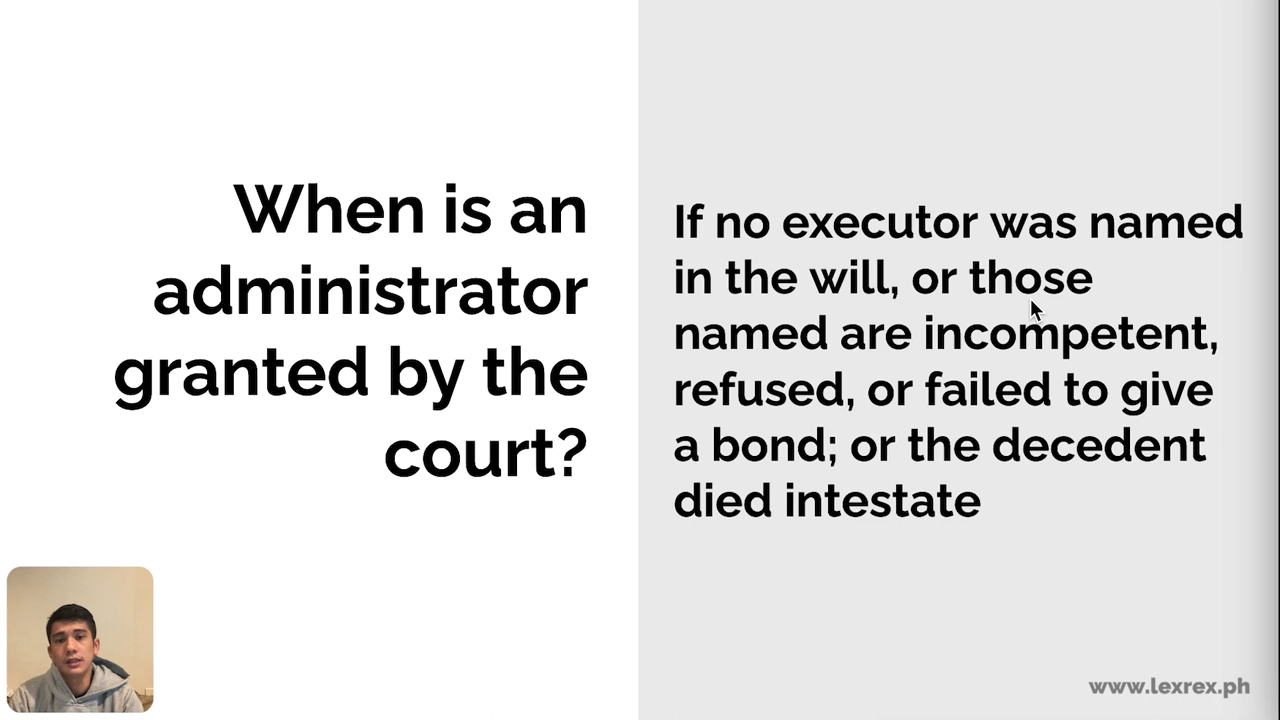 When is an
administrator
granted by the
court?
If no executor was named
in the will, or those
named are incompetent,
refused, or failed to give
a bond; or the decedent
died intestate
www.lexrex.ph